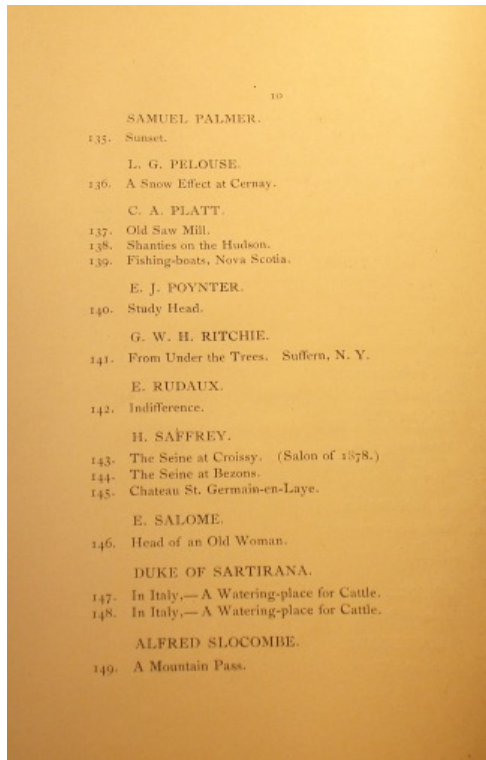 10
SAMUEL PALMER.
135. Sunset.
L. G. PELOUSE.
136. A Snow Effect at Cernay.
C. A. PLATT.
137. Old Saw Mill.
138. Shanties on the Hudson.
139. Fishing-boats, Nova Scotia.
E. J. POYNTER.
140. Study Head.
G. W. H. RITCHIE.
141. From Under the Trees. Suffern, N. Y.
E. RUDAUX.
142. Indifference.
H. SAFFREY.
143. The Seine at Croissy. (Salon of 1878.)
144. The Seine at Bezons.
145. Chateau St. Germain-en-Laye.
E. SALOME.
146. Head of an Old Woman.
DUKE OF SARTIRANA.
147. In Italy,— A Watering-place for Cattle.
148. In Italy,— A Watering-place for Cattle.
ALFRED SLOCOMBE.
149. A Mountain Pass.